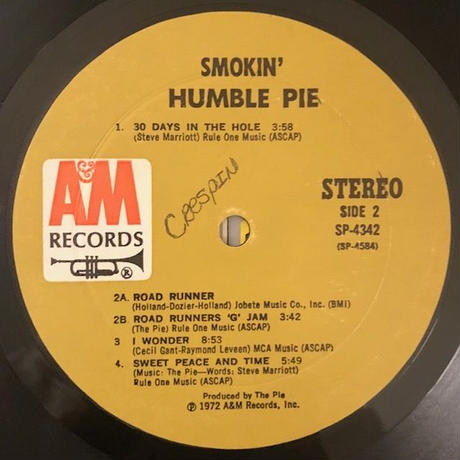 SMOKIN'
HUMBLE PIE
1. 30 DAYS IN THE HOLE 3:58
(Steve Marriott) Rule One Music (ASCAP)
Crespin
A&M
RECORDS
®
STEREO
SIDE 2
SP-4342
(SP-4584)
2A. ROAD RUNNER
(Holland-Dozier-Holland) Jobete Music Co., Inc. (BMI)
2B ROAD RUNNERS 'G' JAM 3:42
(The Pie) Rule One Music (ASCAP)
3 I WONDER 8:53
(Cecil Gant-Raymond Leveen) MCA Music (ASCAP)
4. SWEET PEACE AND TIME 5:49
(Music: The Pie—Words: Steve Marriott)
Rule One Music (ASCAP)
Produced by The Pie
℗ 1972 A&M Records, Inc.